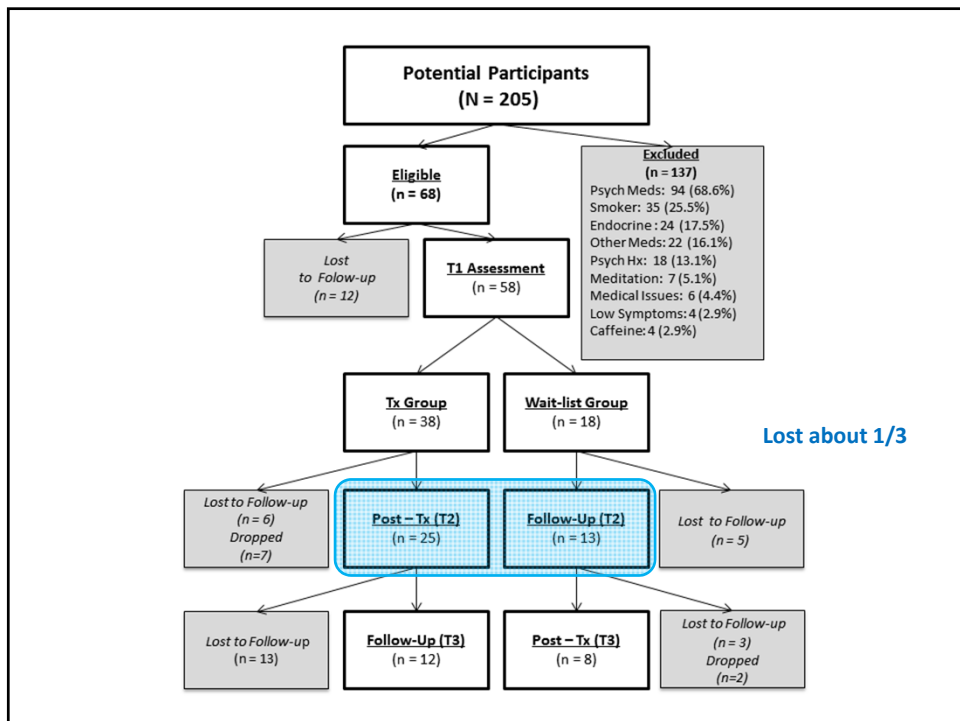 Potential Participants
(N = 205)
Eligible
(n = 68)
Excluded
(n = 137)
Psych Meds: 94 (68.6%)
Smoker: 35 (25.5%)
Endocrine : 24 (17.5%)
Other Meds: 22 (16.1%)
Psych Hx: 18 (13.1%)
Meditation: 7 (5.1%)
Medical Issues: 6 (4.4%)
Low Symptoms: 4 (2.9%)
Caffeine: 4 (2.9%)
Lost
to Folow-up
(n = 12)
T1 Assessment
(n = 58)
Tx Group
(n = 38)
Wait-list Group
(n = 18)
Lost about 1/3
Lost to Follow-up
(n = 6)
Dropped
(n=7)
Post – Tx (T2)
(n = 25)
Follow-Up (T2)
(n = 13)
Lost to Follow-up
(n = 5)
Lost to Follow-up
(n = 13)
Follow-Up (T3)
(n = 12)
Post – Tx (T3)
(n = 8)
Lost to Follow-up
(n = 3)
Dropped
(n=2)